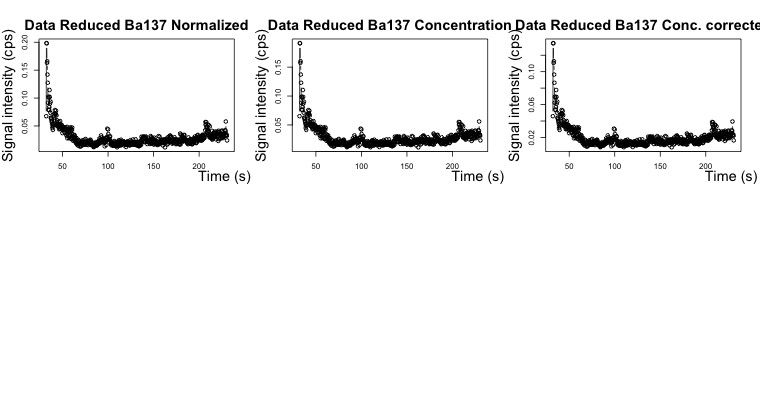 Data Reduced Ba137 Normalized
Signal intensity (cps)
0.05 0.10 0.15 0.20
50 100 150 200
Time (s)
Data Reduced Ba137 Concentration
Signal intensity (cps)
0.05 0.10 0.15
50 100 150 200
Time (s)
Data Reduced Ba137 Conc. correcte
Signal intensity (cps)
0.02 0.06 0.10
50 100 150 200
Time (s)